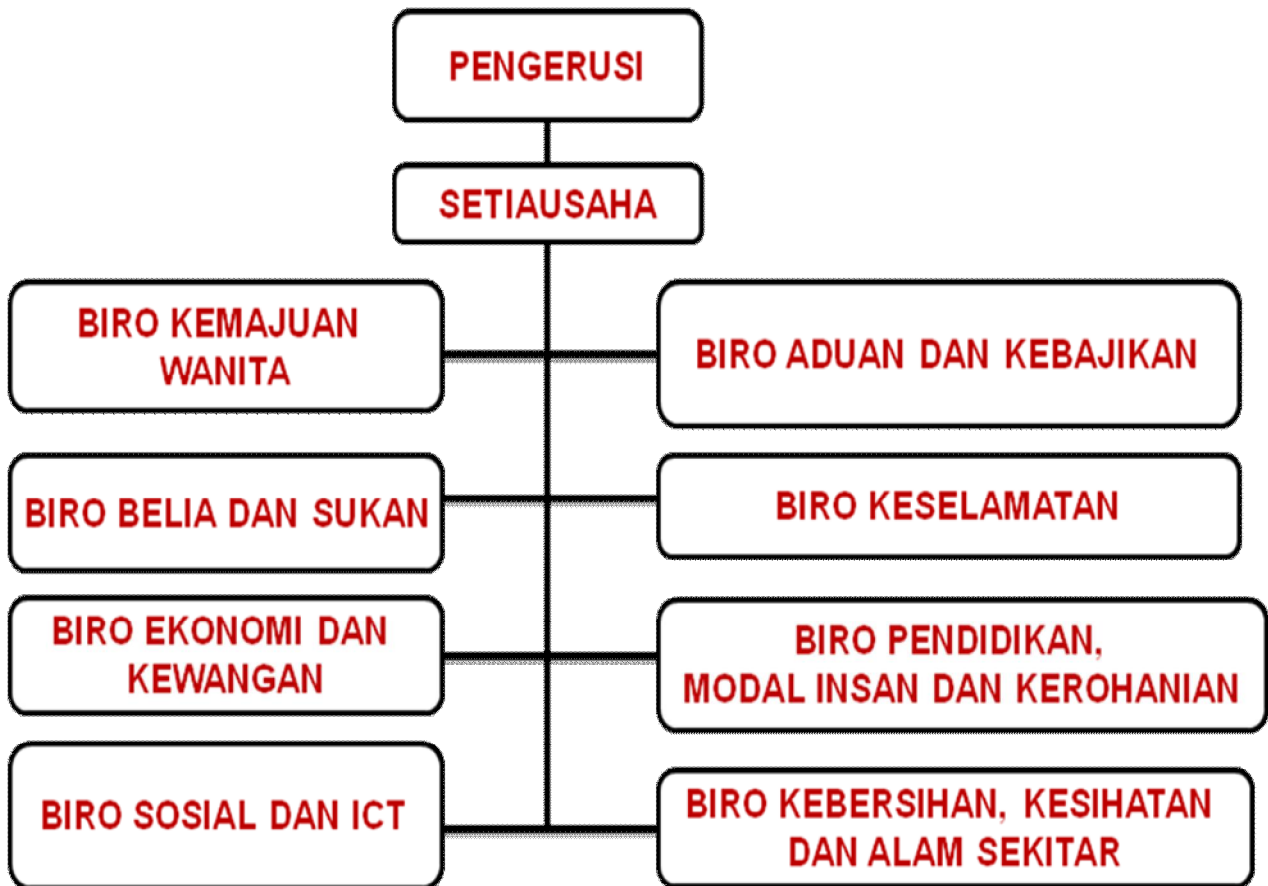 PENGERUSI
SETIAUSAHA
BIRO KEMAJUAN
WANITA
BIRO ADUAN DAN KEBAJIKAN
BIRO BELIA DAN SUKAN
BIRO KESELAMATAN
BIRO EKONOMI DAN
KEWANGAN
BIRO PENDIDIKAN,
MODAL INSAN DAN KEROHANIAN
BIRO SOSIAL DAN ICT
BIRO KEBERSIHAN, KESIHATAN
DAN ALAM SEKITAR